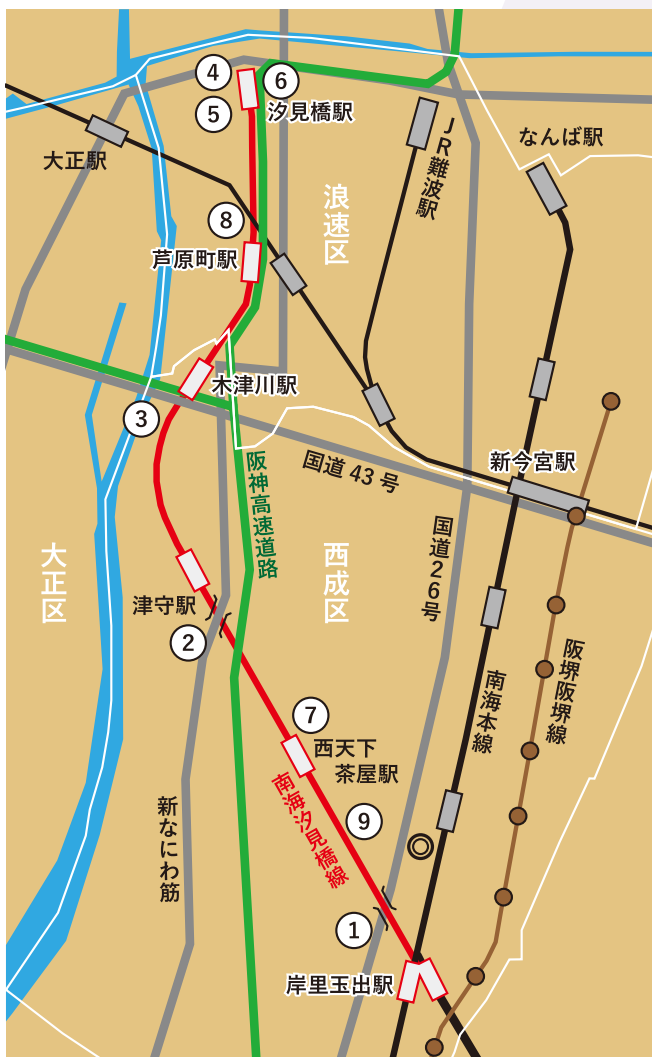 ④
⑤
⑥
汐見橋駅
大正駅
JR難波駅
なんば駅
浪速区
⑧
芦原町駅
木津川駅
③
国道43号
新今宮駅
阪神高速道路
国道26号
大正区
西成区
津守駅
②
南海本線
阪堺阪堺線
⑦
西天下
茶屋駅
南海汐見橋線
新なにわ筋
⑨
①
岸里玉出駅